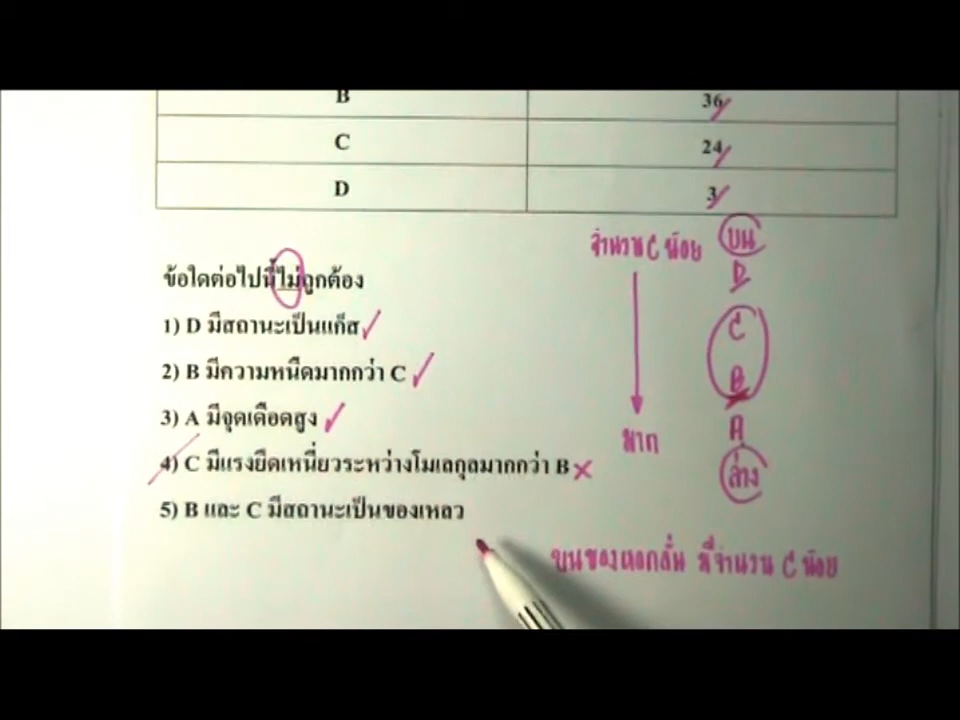 B 36
C 24
D 3
จำนวน C น้อย บน
D
ข้อใดต่อไปนี้ไม่ถูกต้อง
1) D มีสถานะเป็นแก๊ส
C
2) B มีความหนืดมากกว่า C
B
3) A มีจุดเดือดสูง
มาก A
4) C มีแรงยึดเหนี่ยวระหว่างโมเลกุลมากกว่า B
ล่าง
5) B และ C มีสถานะเป็นของเหลว
บนของหอกลั่น มีจำนวน C น้อย